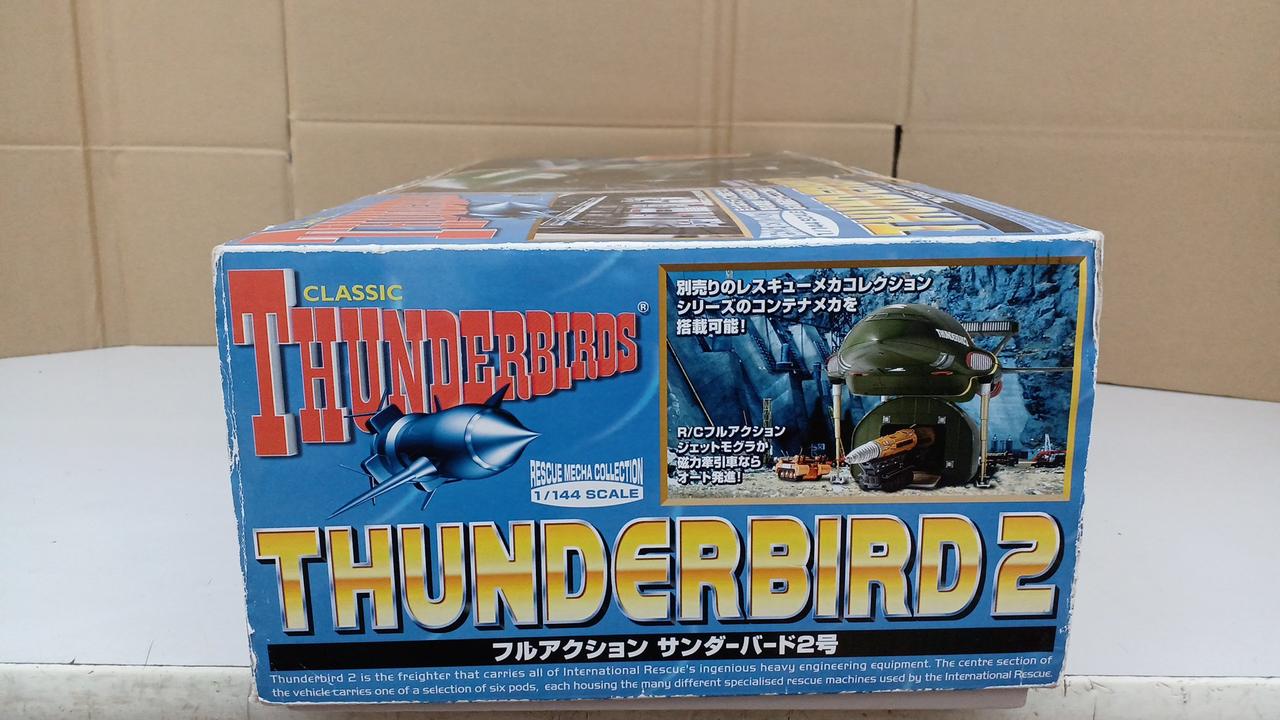 CLASSIC
THUNDERBIRDS®
RESCUE MECHA COLLECTION
1/144 SCALE
別売りのレスキューメカコレクション
シリーズのコンテナメカを
搭載可能!
THUNDERBIRD 2
R/Cフルアクション
ジェットモグラか、
磁力牽引車なら
オート発進!
THUNDERBIRD 2
フルアクション サンダーバード2号
Thunderbird 2 is the freighter that carries all of International Rescue's ingenious heavy engineering equipment. The centre section of
the vehicle carries one of a selection of six pods, each housing the many different specialised rescue machines used by the International Rescue.